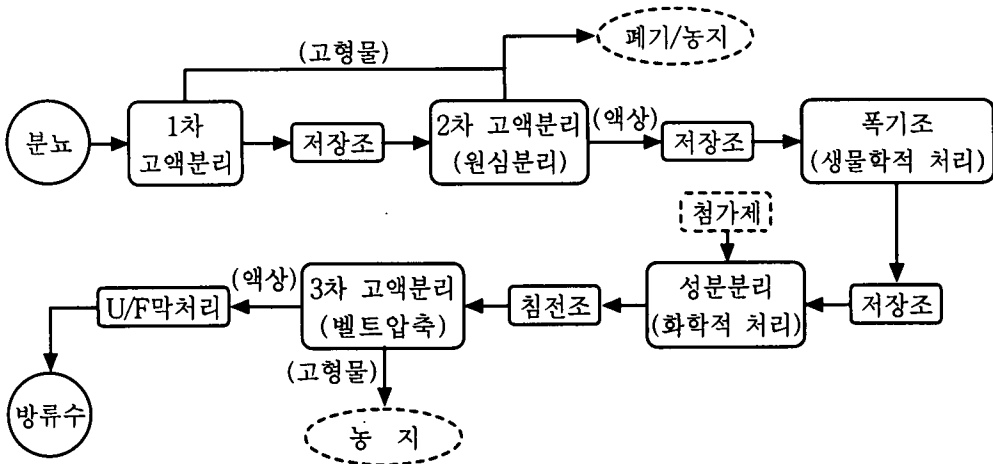 (고형물)
폐기/농지
분뇨
1차
고액분리
저장조
2차 고액분리
(원심분리)
(액상)
저장조
폭기조
(생물학적 처리)
첨가제
U/F막처리
(액상)
3차 고액분리
(벨트압축)
침전조
성분분리
(화학적 처리)
저장조
(고형물)
방류수
농 지